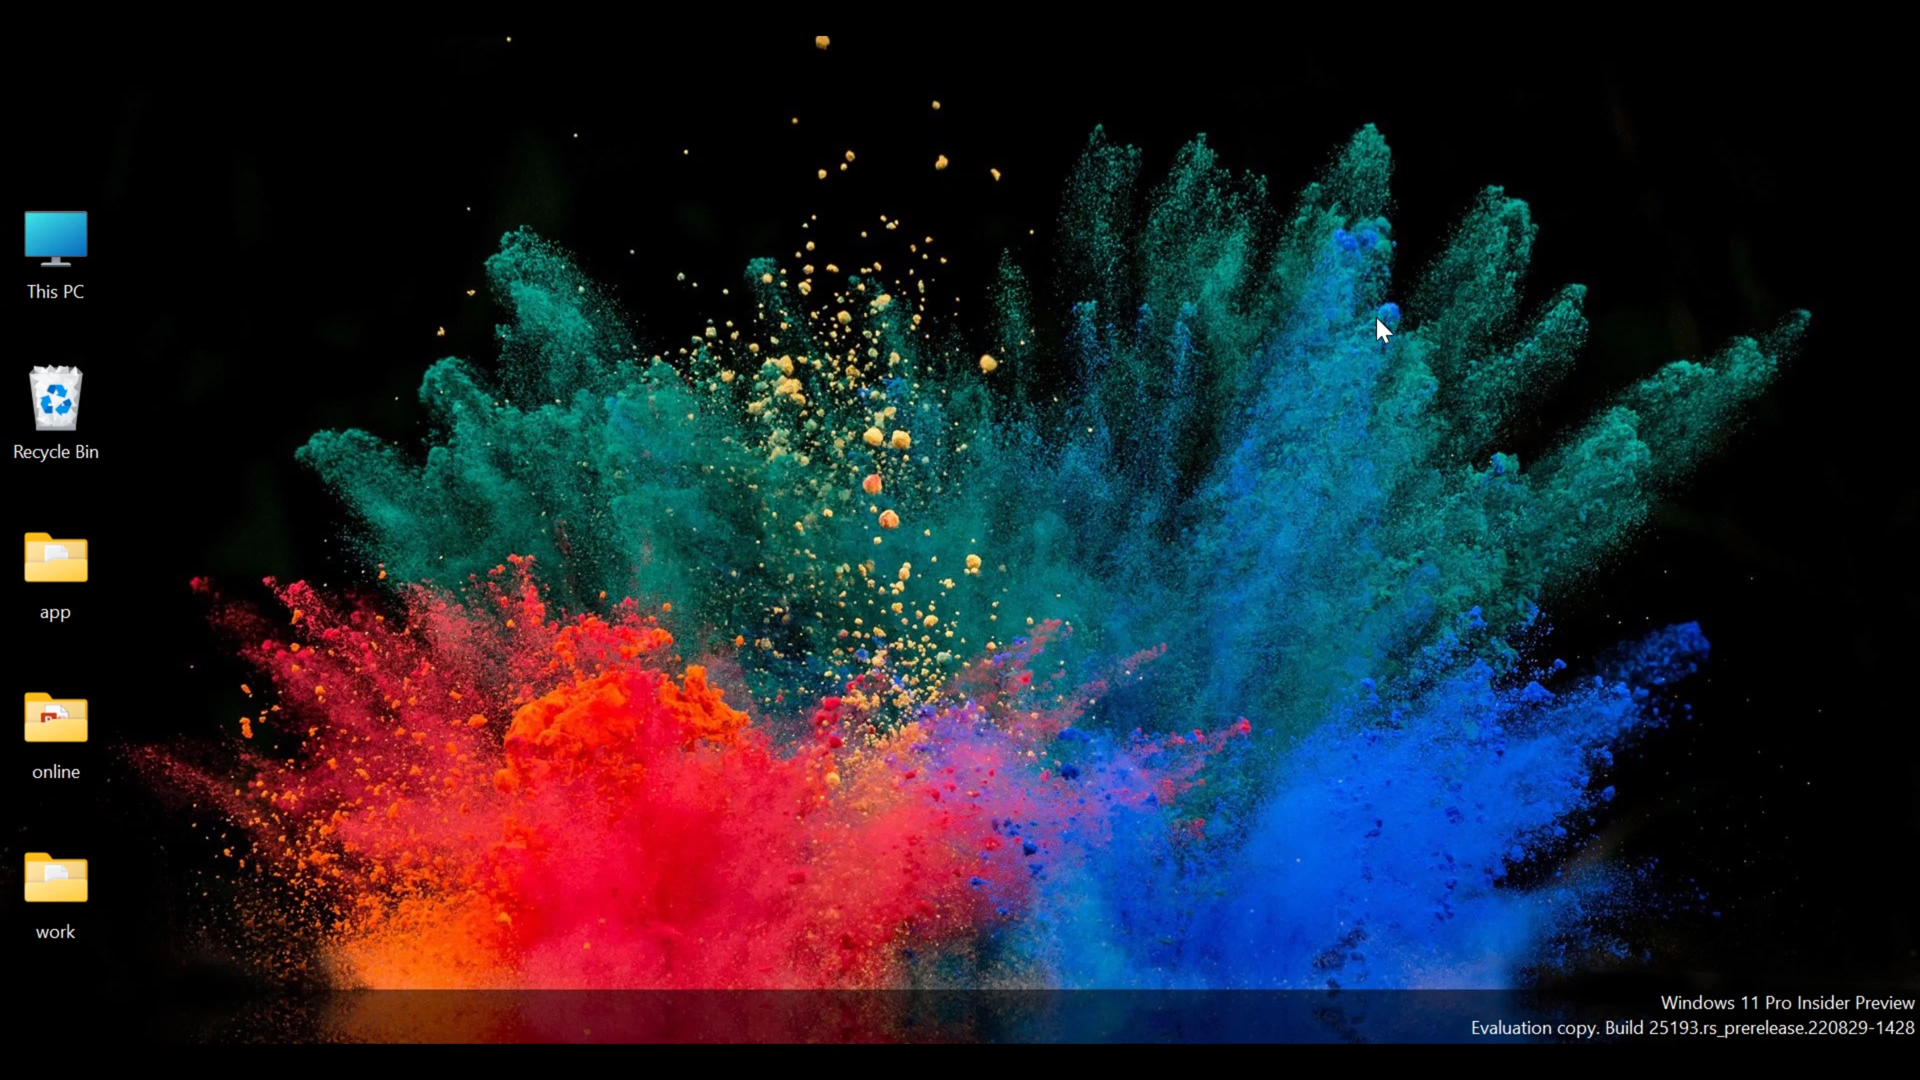 This PC
Recycle Bin
app
online
work
Windows 11 Pro Insider Preview
Evaluation copy. Build 25193.rs_prerelease.220829-1428